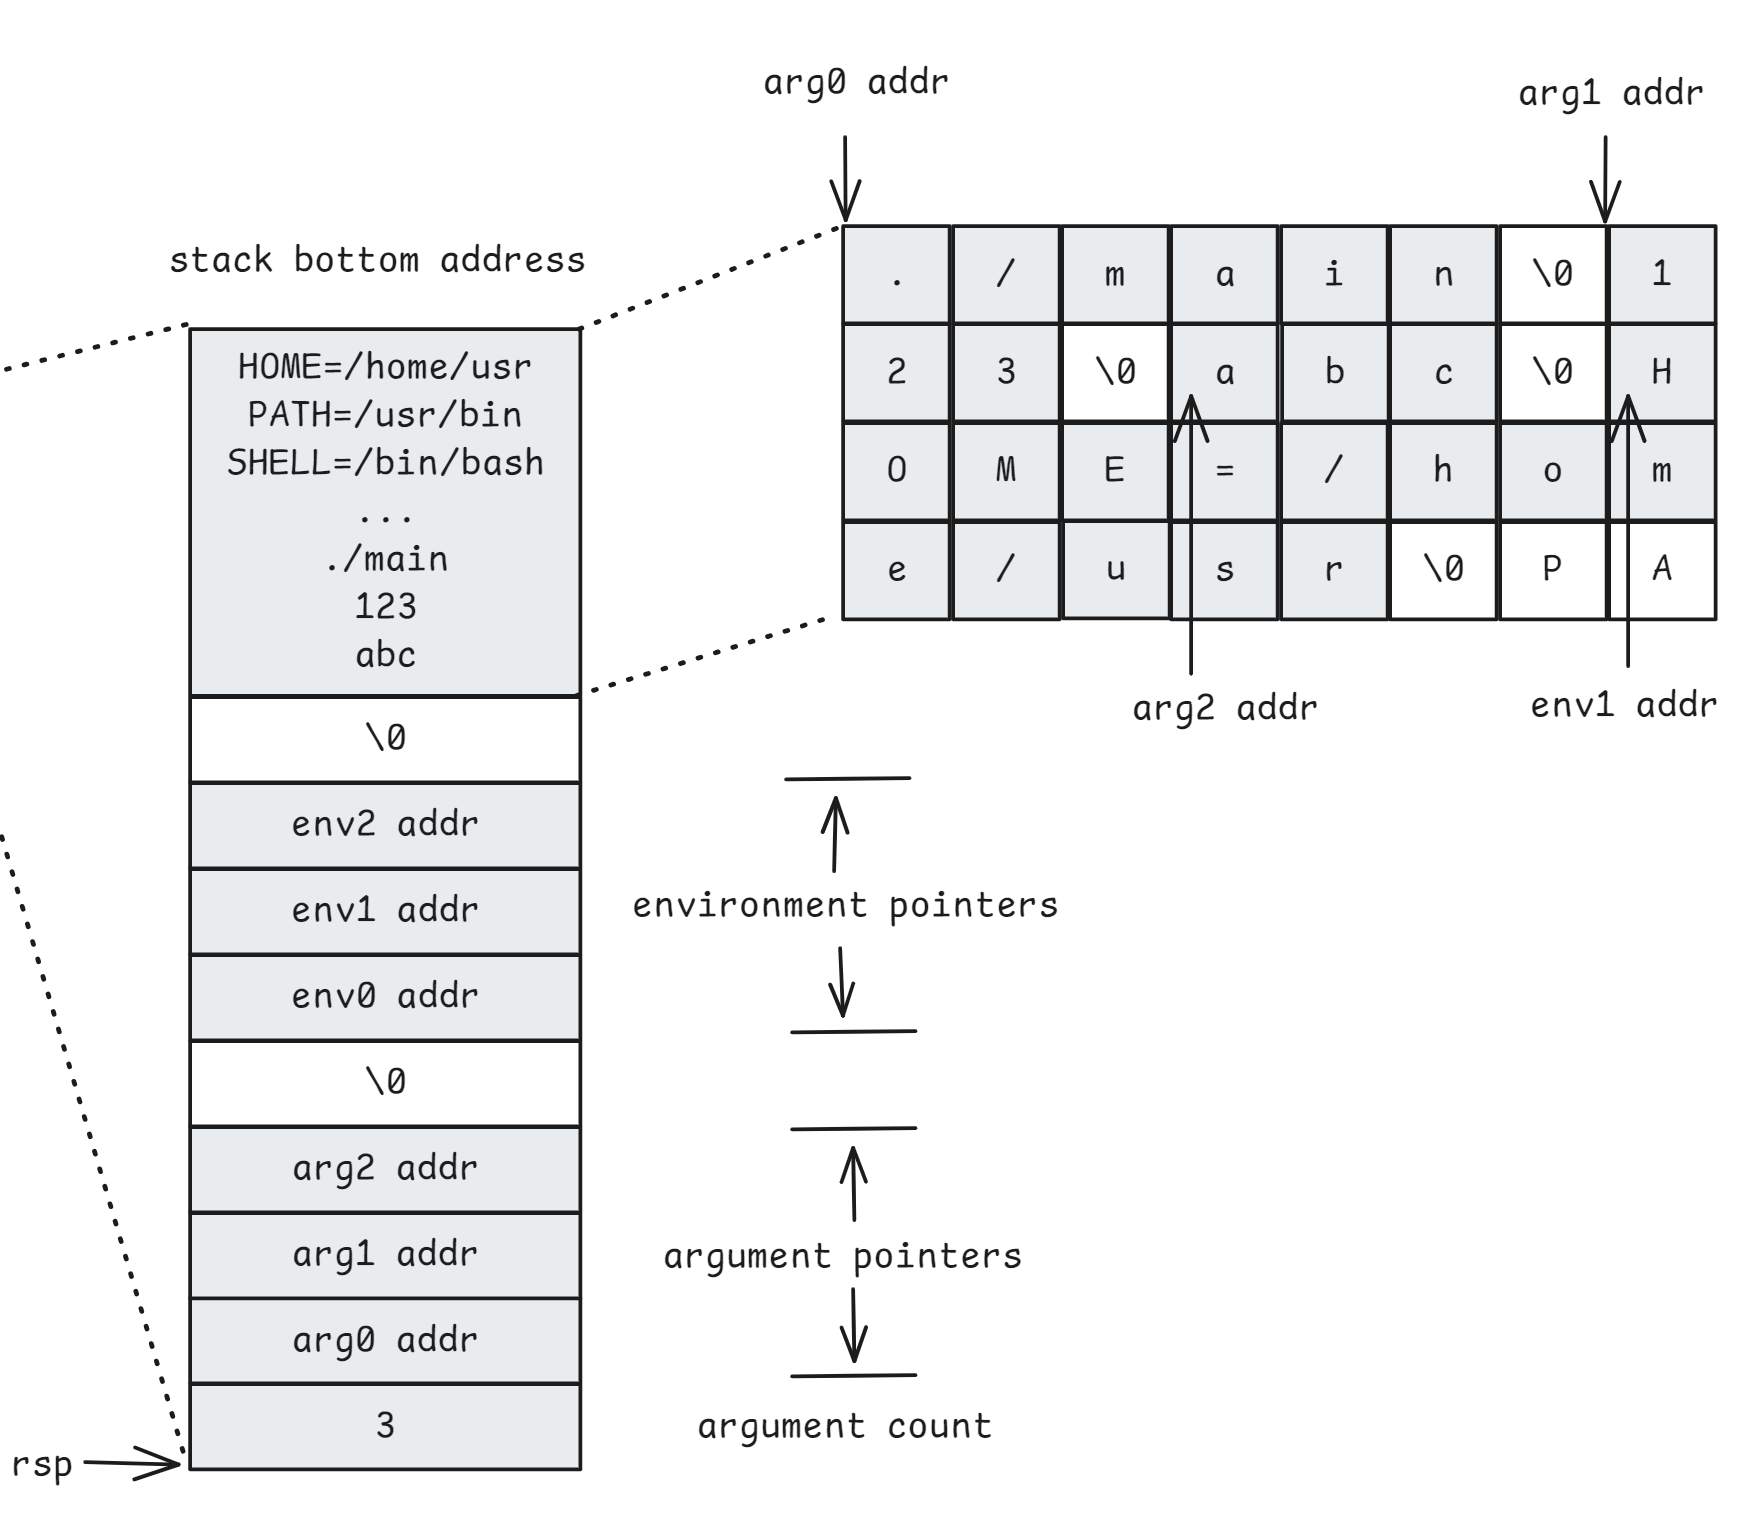 arg0 addr
arg1 addr
stack bottom address
HOME=/home/usr
PATH=/usr/bin
SHELL=/bin/bash
...
./main
123
abc
\0
env2 addr
env1 addr
env0 addr
\0
arg2 addr
arg1 addr
arg0 addr
3
rsp
. / m a i n \0 1
2 3 \0 a b c \0 H
O M E = / h o m
e / u s r \0 P A
arg2 addr
env1 addr
environment pointers
argument pointers
argument count